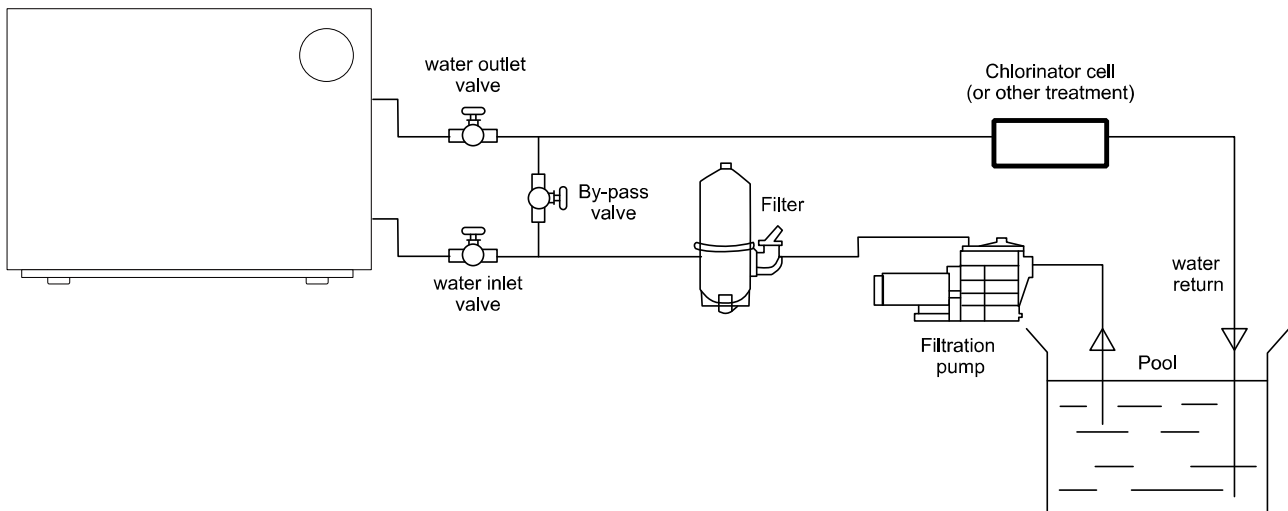 water outlet
valve
Chlorinator cell
(or other treatment)
By-pass
valve
Filter
water inlet
valve
water
return
Filtration
pump
Pool